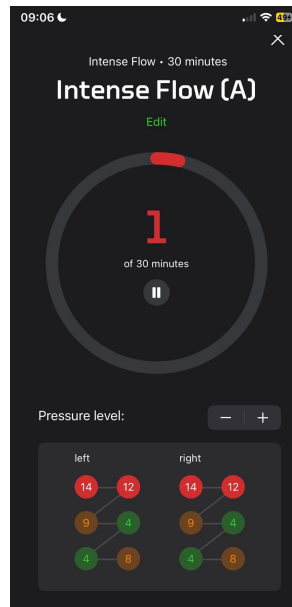 09:06
49
Intense Flow • 30 minutes
Intense Flow (A)
Edit
1
of 30 minutes
Pressure level:
− +
left right
14 12 14 12
9 4 9 4
4 8 4 8